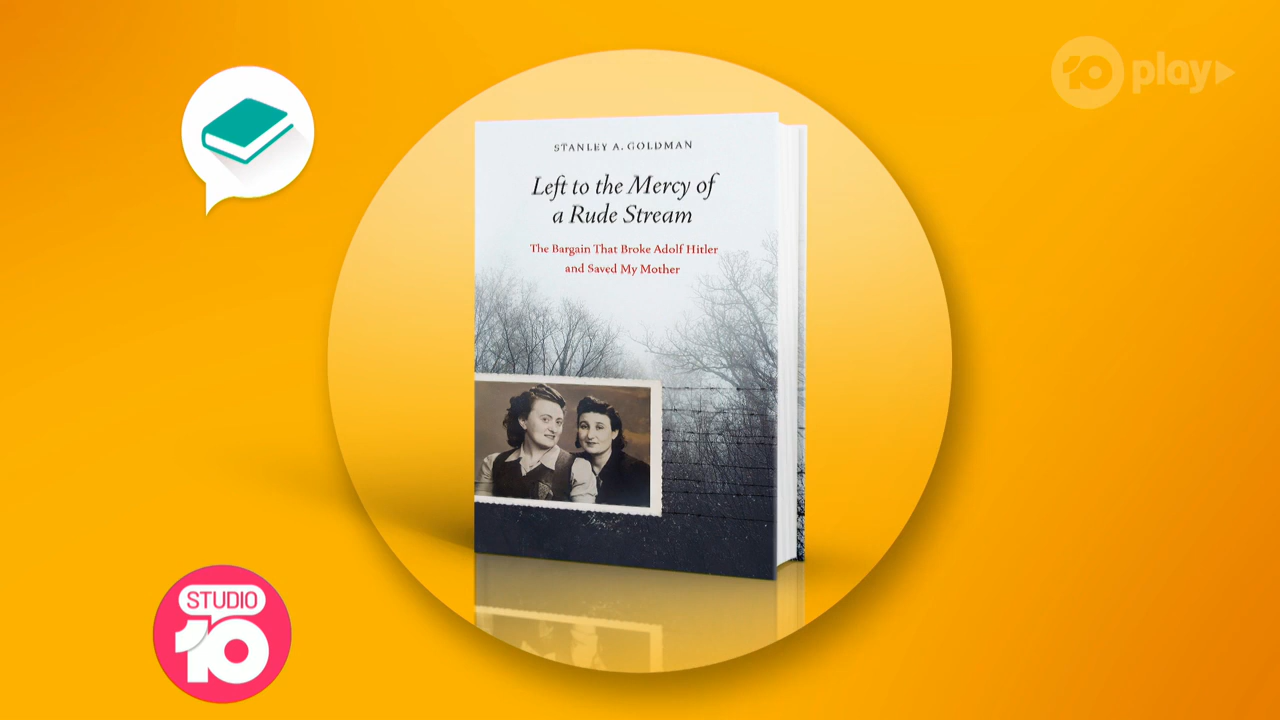 10 play
STANLEY A. GOLDMAN
Left to the Mercy of
a Rude Stream
The Bargain That Broke Adolf Hitler
and Saved My Mother
STUDIO
10